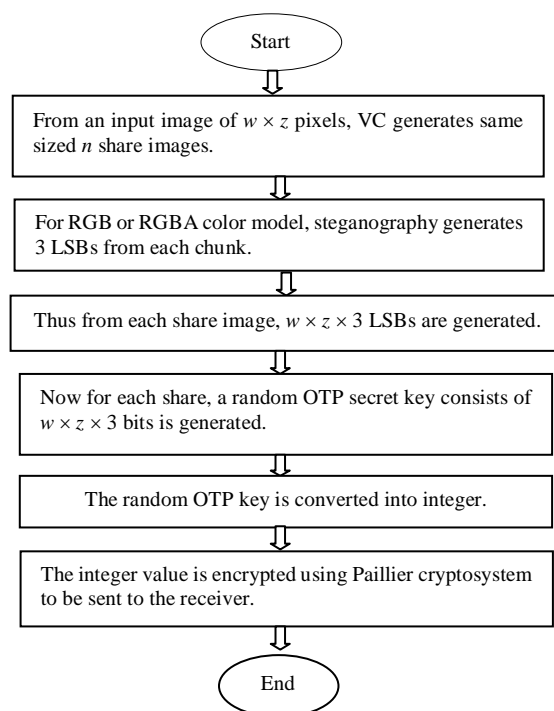 Start
From an input image of w × z pixels, VC generates same
sized n share images.
For RGB or RGBA color model, steganography generates
3 LSBs from each chunk.
Thus from each share image, w × z × 3 LSBs are generated.
Now for each share, a random OTP secret key consists of
w × z × 3 bits is generated.
The random OTP key is converted into integer.
The integer value is encrypted using Paillier cryptosystem
to be sent to the receiver.
End